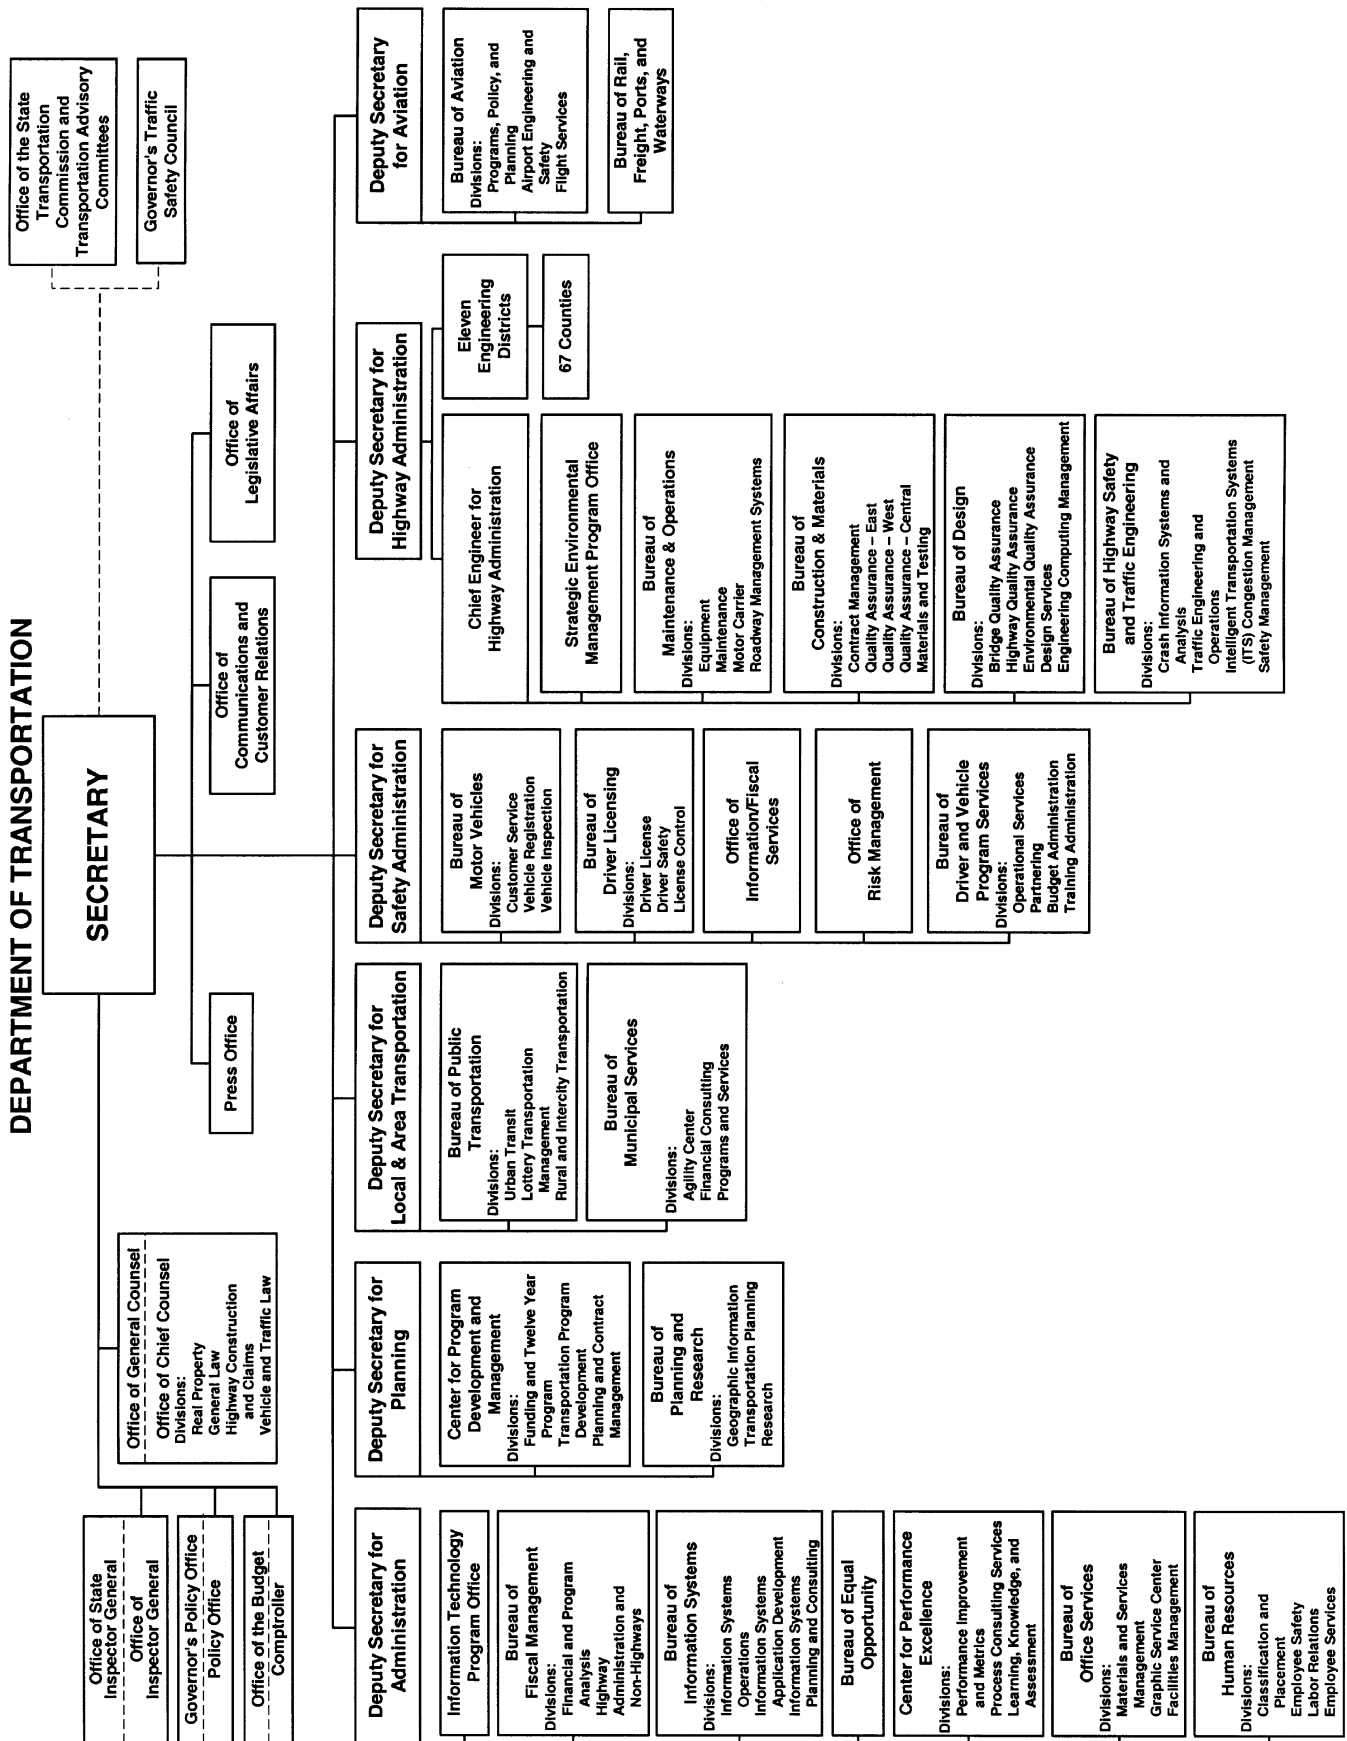 DEPARTMENT OF TRANSPORTATION
SECRETARY
Office of the State
Transportation
Commission and
Transportation Advisory
Committees
Governor's Traffic
Safety Council
Office of State
Inspector General
Office of
Inspector General
Governor's Policy Office
Policy Office
Office of the Budget
Comptroller
Office of General Counsel
Office of Chief Counsel
Divisions:
Real Property
General Law
Highway Construction
and Claims
Vehicle and Traffic Law
Press Office
Office of
Communications and
Customer Relations
Office of
Legislative Affairs
Deputy Secretary for
Administration
Information Technology
Program Office
Bureau of
Fiscal Management
Divisions:
Financial and Program
Analysis
Highway
Administration and
Non-Highways
Bureau of
Information Systems
Divisions:
Information Systems
Operations
Information Systems
Application Development
Information Systems
Planning and Consulting
Bureau of Equal
Opportunity
Center for Performance
Excellence
Divisions:
Performance Improvement
and Metrics
Process Consulting Services
Learning, Knowledge, and
Assessment
Bureau of
Office Services
Divisions:
Materials and Services
Management
Graphic Service Center
Facilities Management
Bureau of
Human Resources
Divisions:
Classification and
Placement
Employee Safety
Labor Relations
Employee Services
Deputy Secretary for
Planning
Center for Program
Development and
Management
Divisions:
Funding and Twelve Year
Program
Transportation Program
Development
Planning and Contract
Management
Bureau of
Planning and
Research
Divisions:
Geographic Information
Transportation Planning
Research
Deputy Secretary for
Local & Area Transportation
Bureau of Public
Transportation
Divisions:
Urban Transit
Lottery Transportation
Management
Rural and Intercity Transportation
Bureau of
Municipal Services
Divisions:
Agility Center
Financial Consulting
Programs and Services
Deputy Secretary for
Safety Administration
Bureau of
Motor Vehicles
Divisions:
Customer Service
Vehicle Registration
Vehicle Inspection
Bureau of
Driver Licensing
Divisions:
Driver License
Driver Safety
License Control
Office of
Information/Fiscal
Services
Office of
Risk Management
Bureau of
Driver and Vehicle
Program Services
Divisions:
Operational Services
Partnering
Budget Administration
Training Administration
Deputy Secretary for
Highway Administration
Chief Engineer for
Highway Administration
Strategic Environmental
Management Program Office
Bureau of
Maintenance & Operations
Divisions:
Equipment
Maintenance
Motor Carrier
Roadway Management Systems
Bureau of
Construction & Materials
Divisions:
Contract Management
Quality Assurance – East
Quality Assurance – West
Quality Assurance – Central
Materials and Testing
Bureau of Design
Divisions:
Bridge Quality Assurance
Highway Quality Assurance
Environmental Quality Assurance
Design Services
Engineering Computing Management
Bureau of Highway Safety
and Traffic Engineering
Divisions:
Crash Information Systems and
Analysis
Traffic Engineering and
Operations
Intelligent Transportation Systems
(ITS) Congestion Management
Safety Management
Eleven
Engineering
Districts
67 Counties
Deputy Secretary
for Aviation
Bureau of Aviation
Divisions:
Programs, Policy, and
Planning
Airport Engineering and
Safety
Flight Services
Bureau of Rail,
Freight, Ports, and
Waterways